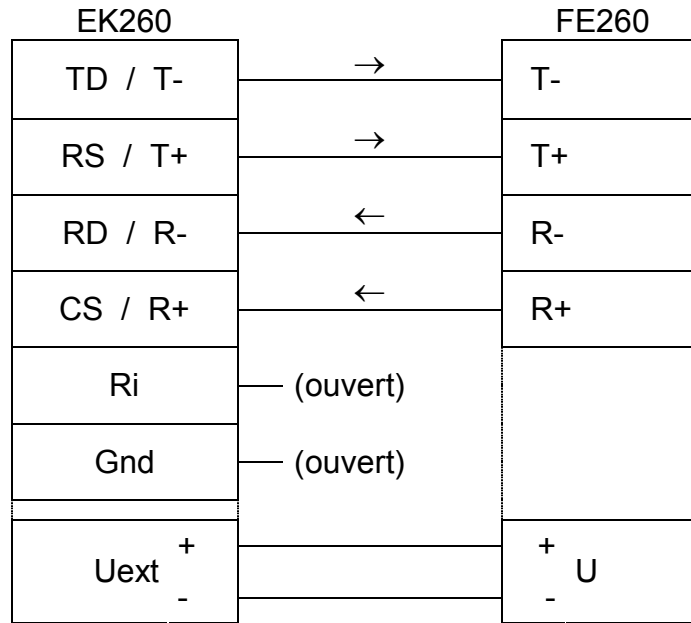 EK260 FE260
TD / T- → T-
RS / T+ → T+
RD / R- ← R-
CS / R+ ← R+
Ri (ouvert)
Gnd (ouvert)
+ +
Uext U
- -